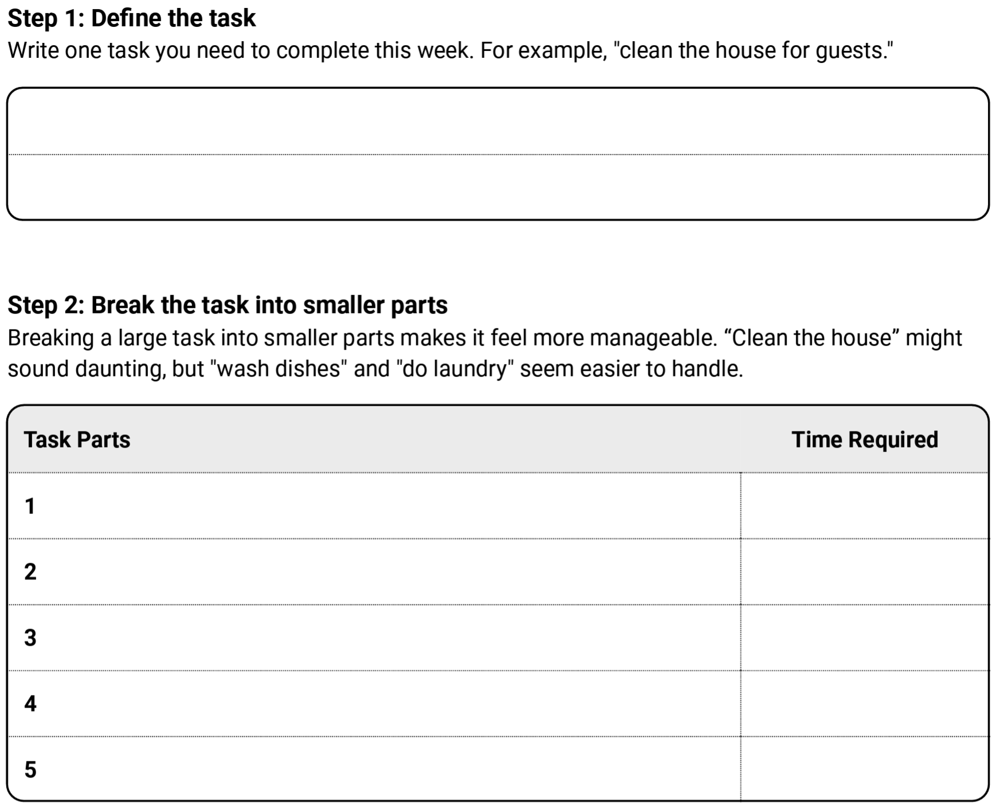 Step 1: Define the task
Write one task you need to complete this week. For example, "clean the house for guests."
Step 2: Break the task into smaller parts
Breaking a large task into smaller parts makes it feel more manageable. “Clean the house” might
sound daunting, but "wash dishes" and "do laundry" seem easier to handle.
Task Parts Time Required
1
2
3
4
5